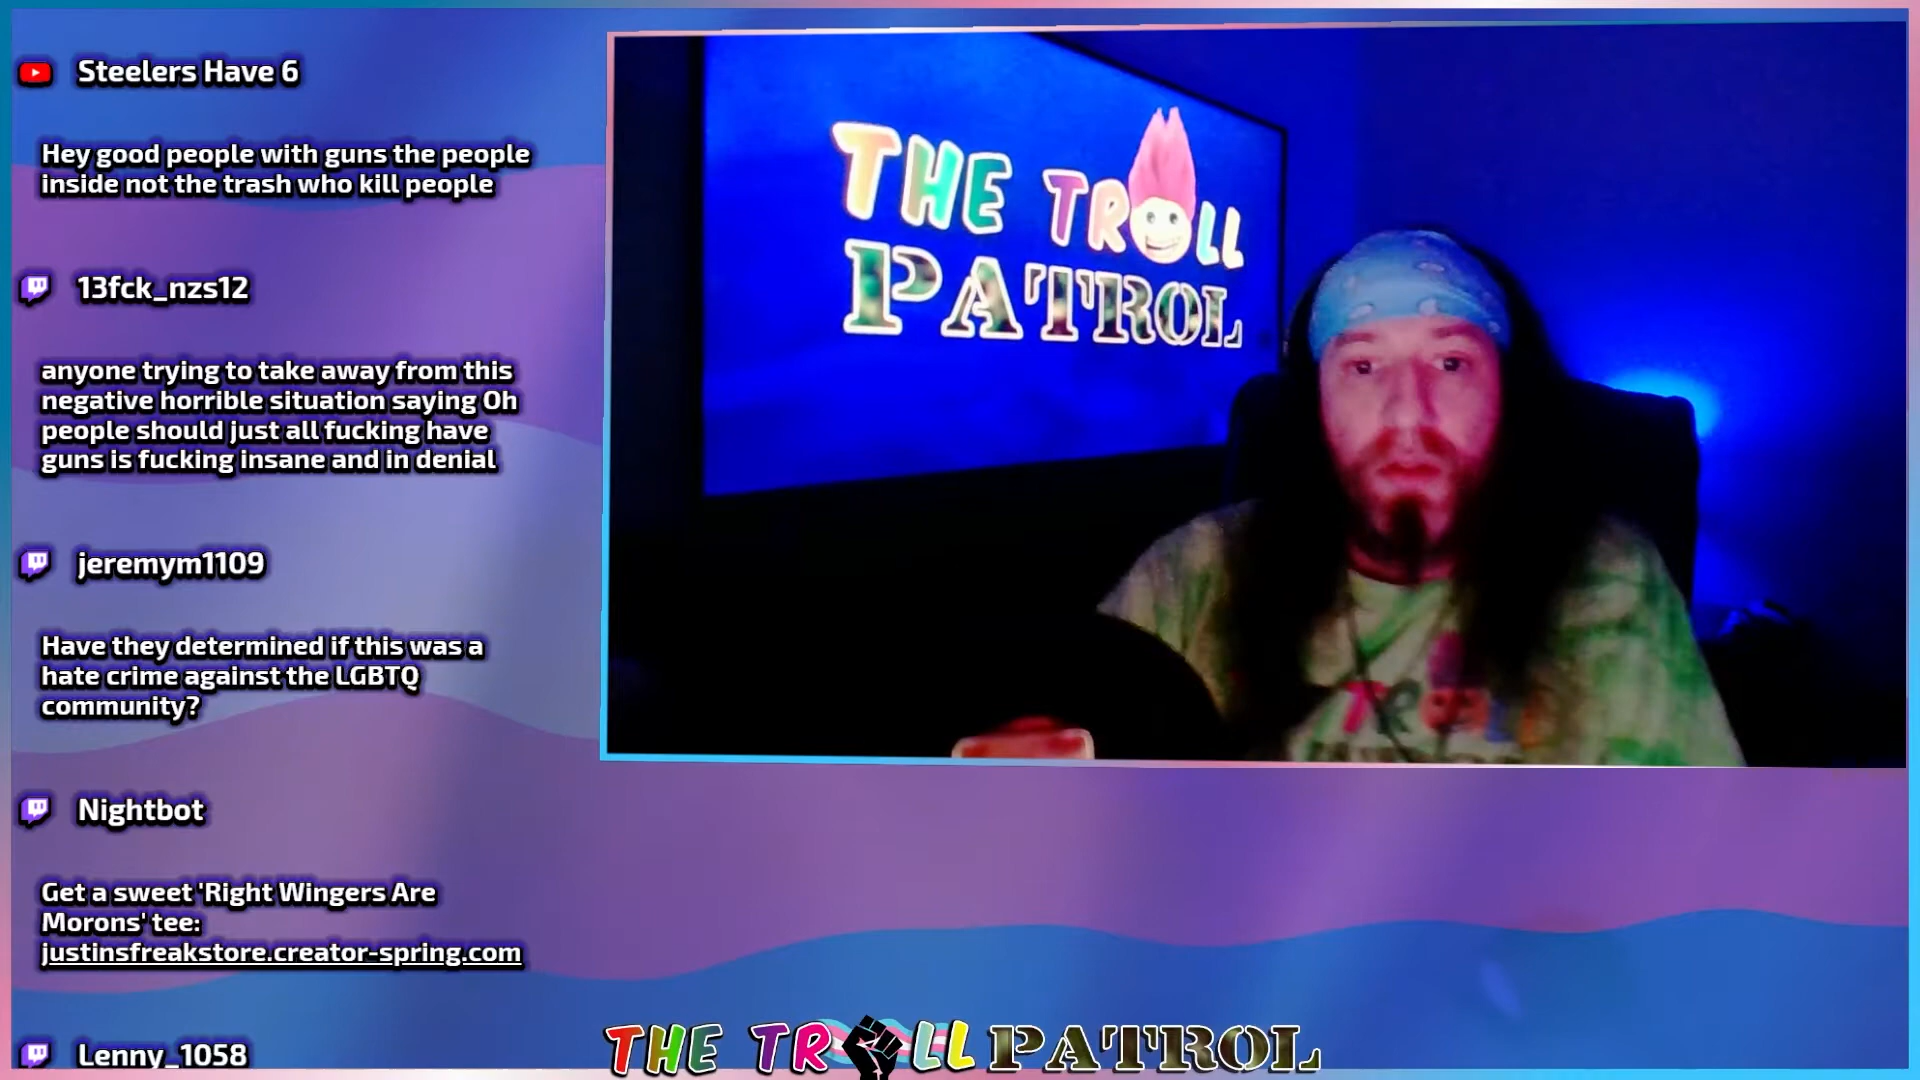 Steelers Have 6
Hey good people with guns the people
inside not the trash who kill people
13fck_nzs12
anyone trying to take away from this
negative horrible situation saying Oh
people should just all fucking have
guns is fucking insane and in denial
jeremym1109
Have they determined if this was a
hate crime against the LGBTQ
community?
Nightbot
Get a sweet 'Right Wingers Are
Morons' tee:
justinsfreakstore.creator-spring.com
Lenny_1058
THE TROLL
PATROL
THE TROLL PATROL